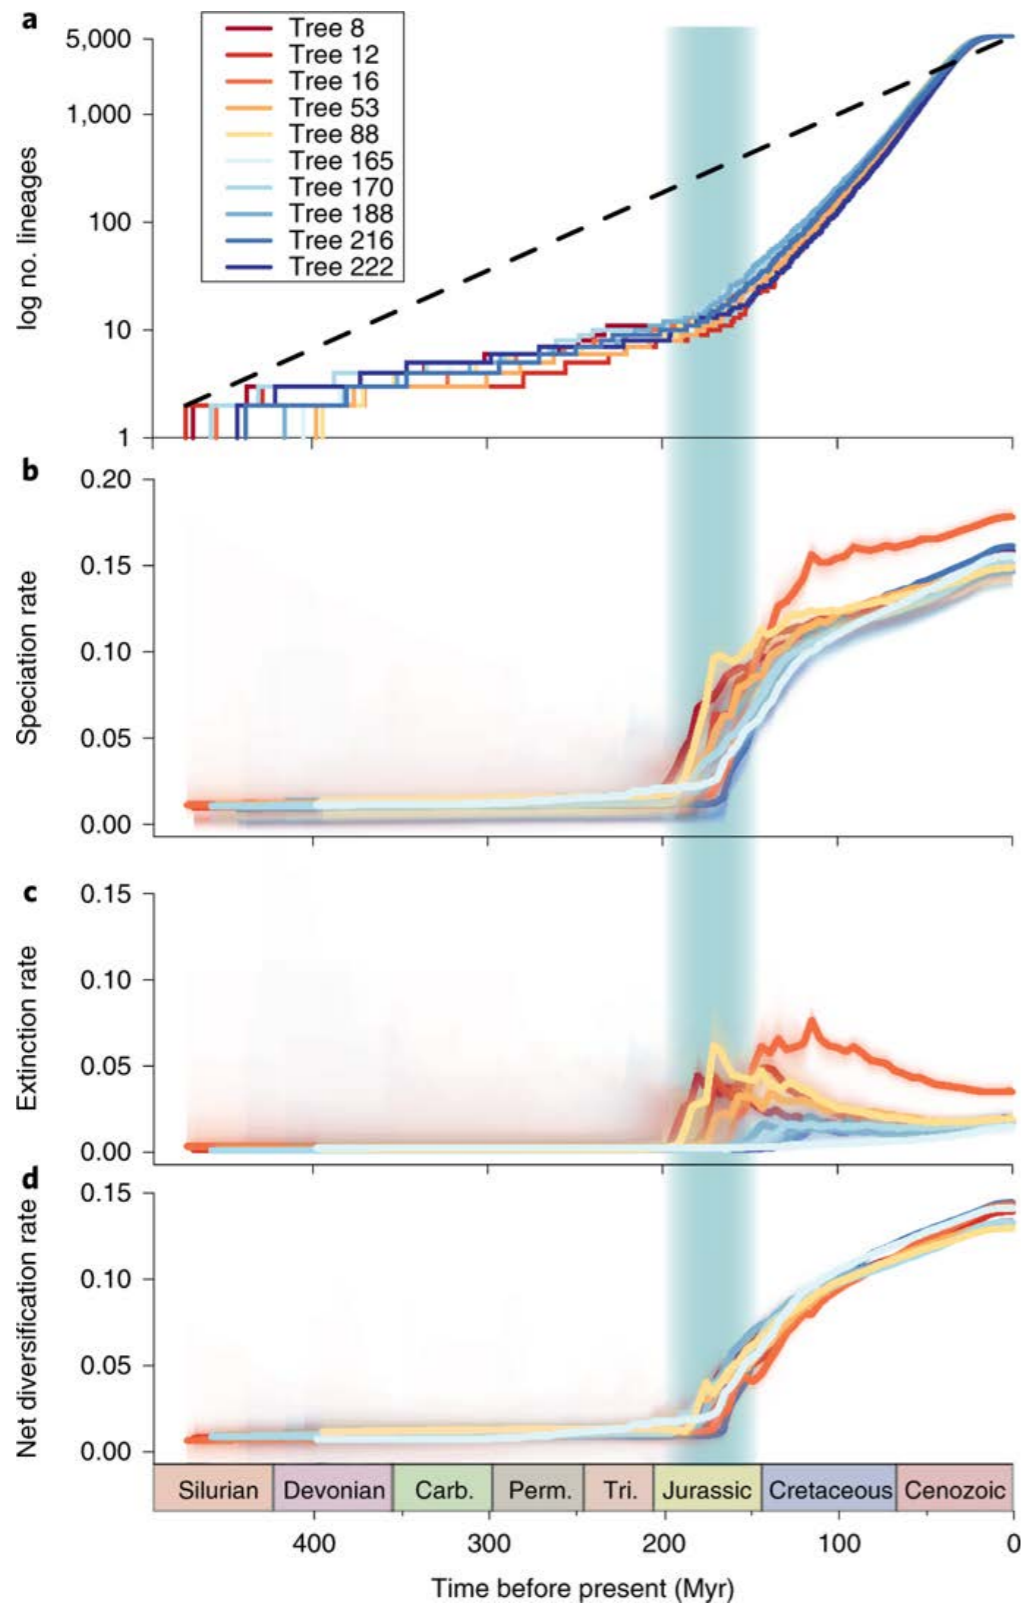 a
5,000
1,000
100
10
1
log no. lineages
Tree 8
Tree 12
Tree 16
Tree 53
Tree 88
Tree 165
Tree 170
Tree 188
Tree 216
Tree 222
b
0.20
0.15
0.10
0.05
0.00
Speciation rate
c
0.15
0.10
0.05
0.00
Extinction rate
d
0.15
0.10
0.05
0.00
Net diversification rate
Silurian Devonian Carb. Perm. Tri. Jurassic Cretaceous Cenozoic
400 300 200 100 0
Time before present (Myr)